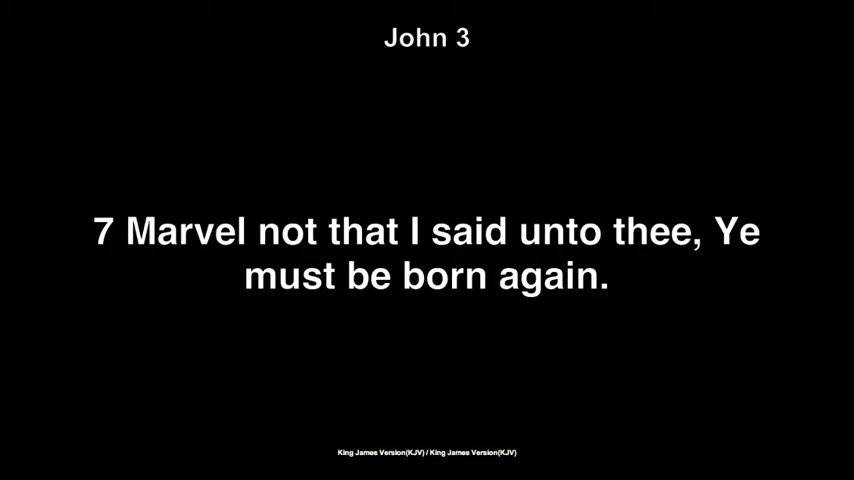 John 3
7 Marvel not that I said unto thee, Ye
must be born again.
King James Version(KJV) / King James Version(KJV)